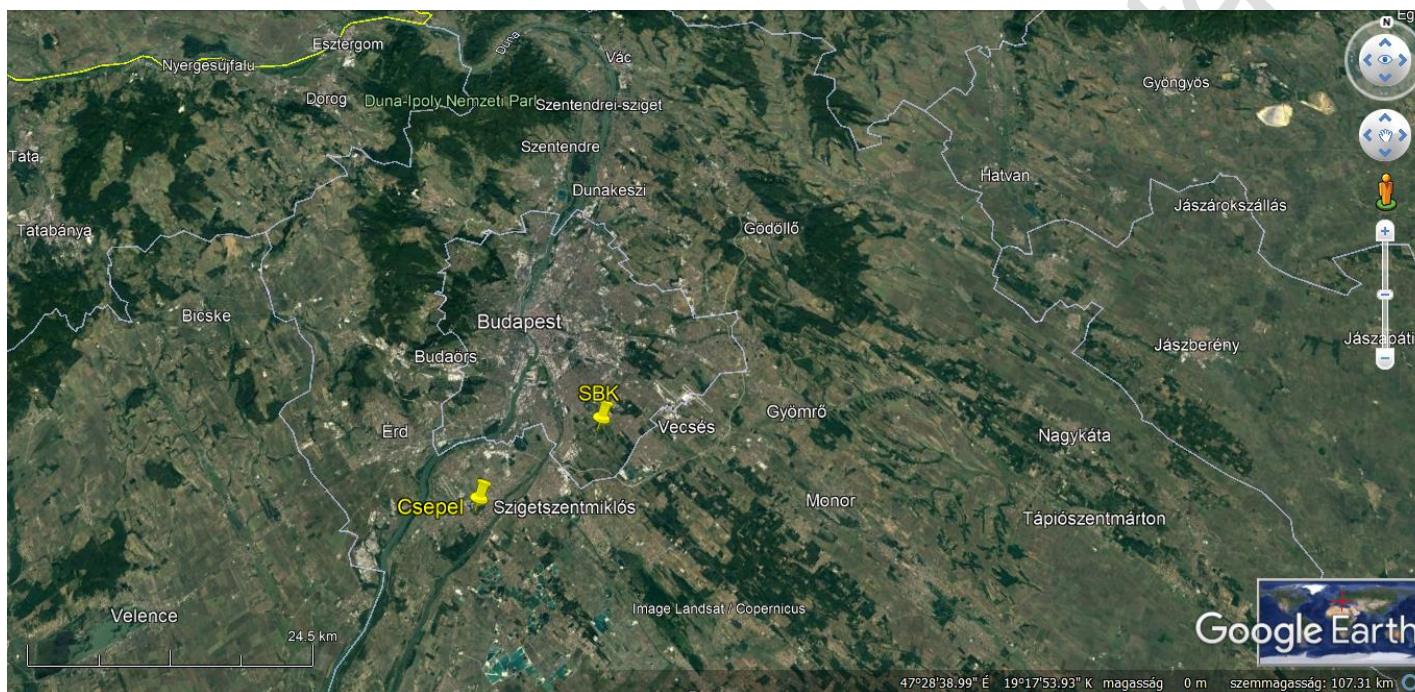 Esztergom
Duna
Vác
Nyergesújfalu
Dorog
Duna-Ipoly Nemzeti Park
Szentendrei-sziget
Gyöngyös
N
Tata
Szentendre
Hatvan
Dunakeszi
Jászárokszállás
Tatabánya
Gödöllő
Bicske
Budapest
Budaörs
Jászberény
Jászapáti
SBK
Gyömrő
Érd
Vecsés
Nagykáta
Csepel
Szigetszentmiklós
Monor
Tápiószentmárton
Velence
Image Landsat / Copernicus
24.5 km
Google Earth
47°28'38.99" É 19°17'53.93" K magasság 0 m szemmagasság: 107.31 km